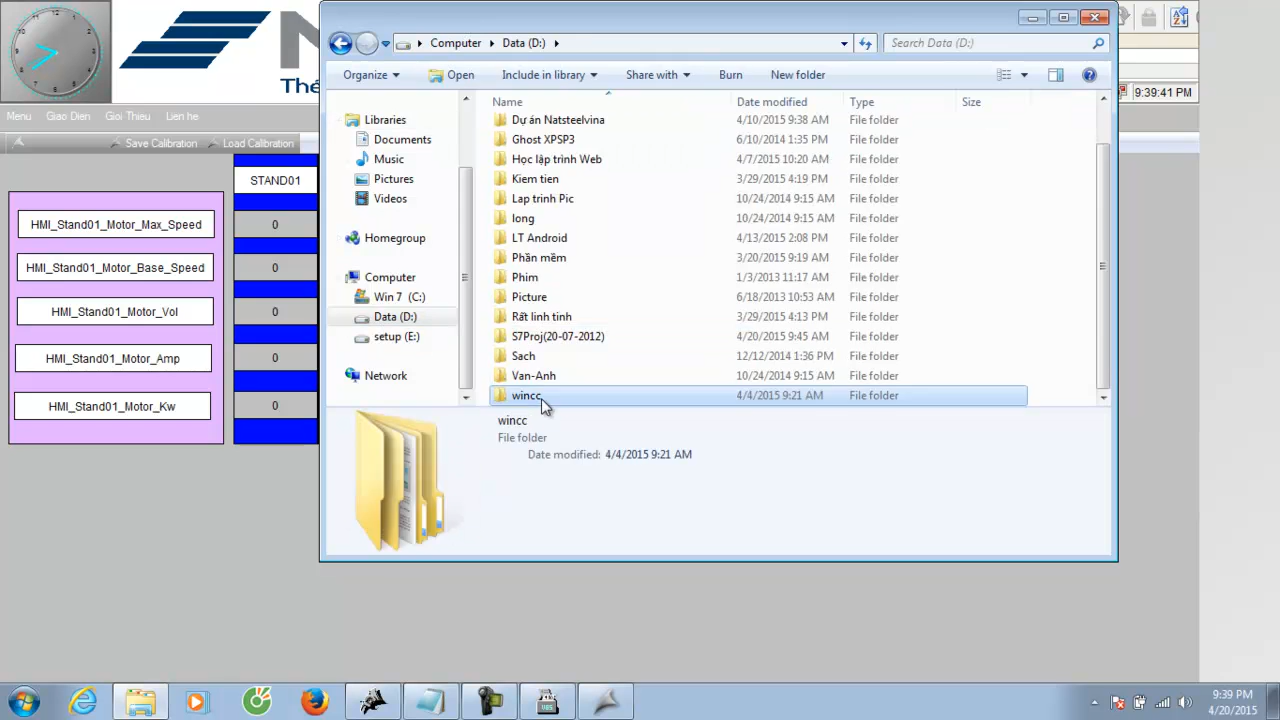 12
N
Thé
Menu
Giao Dien
Gioi Thieu
Lien he
Save Calibration
Load Calibration
STAND01
HMI_Stand01_Motor_Max_Speed
0
HMI_Stand01_Motor_Base_Speed
0
HMI_Stand01_Motor_Vol
0
HMI_Stand01_Motor_Amp
0
HMI_Stand01_Motor_Kw
0
Computer
Data (D:)
Search Data (D:)
Organize
Open
Include in library
Share with
Burn
New folder
9:39:41 PM
Libraries
Documents
Music
Pictures
Videos
Homegroup
Computer
Win 7 (C:)
Data (D:)
setup (E:)
Network
Name Date modified Type Size
Dự án Natsteelvina 4/10/2015 9:38 AM File folder
Ghost XPSP3 6/10/2014 1:35 PM File folder
Học lập trình Web 4/7/2015 10:20 AM File folder
Kiem tien 3/29/2015 4:19 PM File folder
Lap trinh Pic 10/24/2014 9:15 AM File folder
long 10/24/2014 9:15 AM File folder
LT Android 4/13/2015 2:08 PM File folder
Phần mềm 3/20/2015 9:19 AM File folder
Phim 1/3/2013 11:17 AM File folder
Picture 6/18/2013 10:53 AM File folder
Rất linh tinh 3/29/2015 4:13 PM File folder
S7Proj(20-07-2012) 4/20/2015 9:45 AM File folder
Sach 12/12/2014 1:36 PM File folder
Van-Anh 10/24/2014 9:15 AM File folder
wincc 4/4/2015 9:21 AM File folder
wincc
File folder
Date modified: 4/4/2015 9:21 AM
9:39 PM
4/20/2015